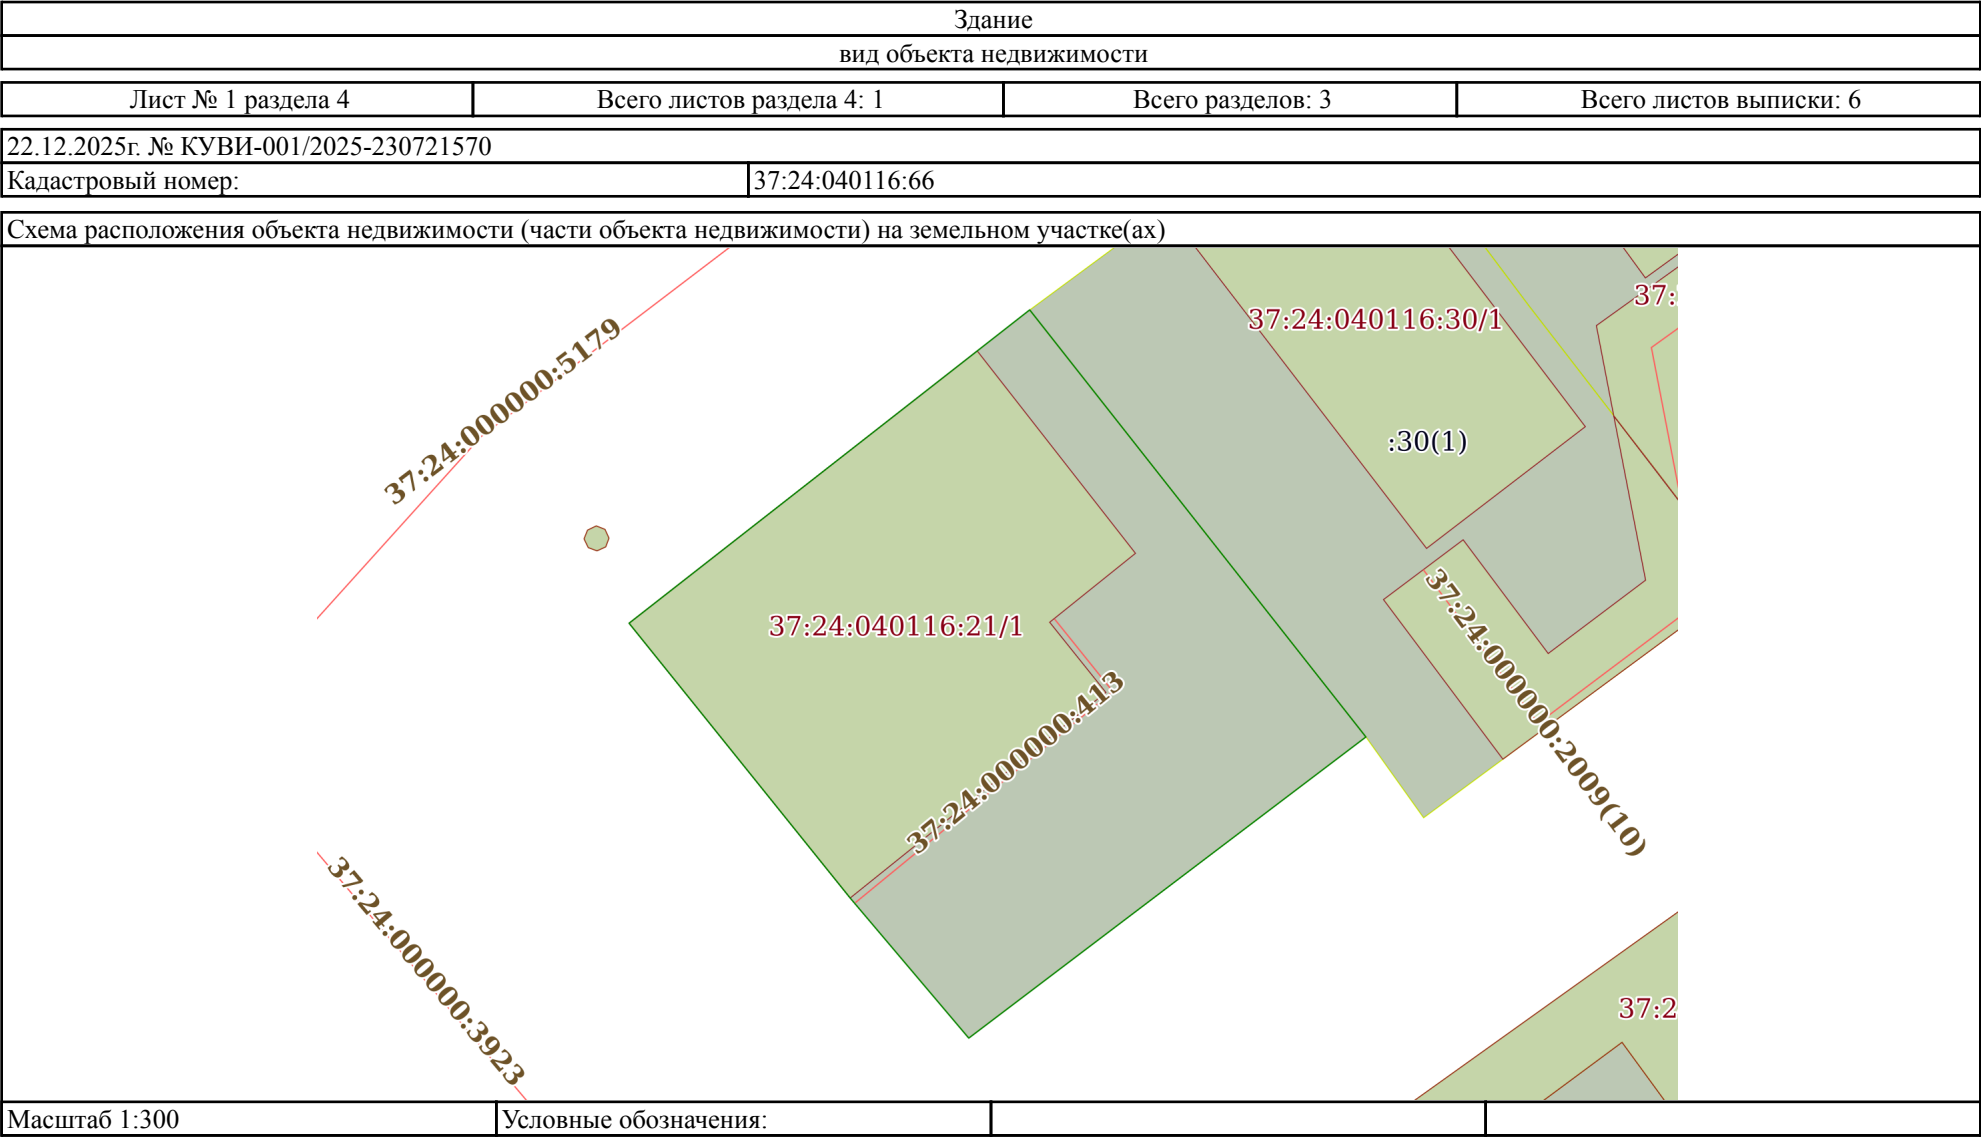 Здание
вид объекта недвижимости
Лист № 1 раздела 4 Всего листов раздела 4: 1 Всего разделов: 3 Всего листов выписки: 6
22.12.2025г. № КУВИ-001/2025-230721570
Кадастровый номер: 37:24:040116:66
Схема расположения объекта недвижимости (части объекта недвижимости) на земельном участке(ах)
37:
37:24:040116:30/1
37:24:000000:5179
:30(1)
37:24:040116:21/1
37:24:000000:413
37:24:000000:2009(10)
37:24:000000:3923
37:2
Масштаб 1:300 Условные обозначения: